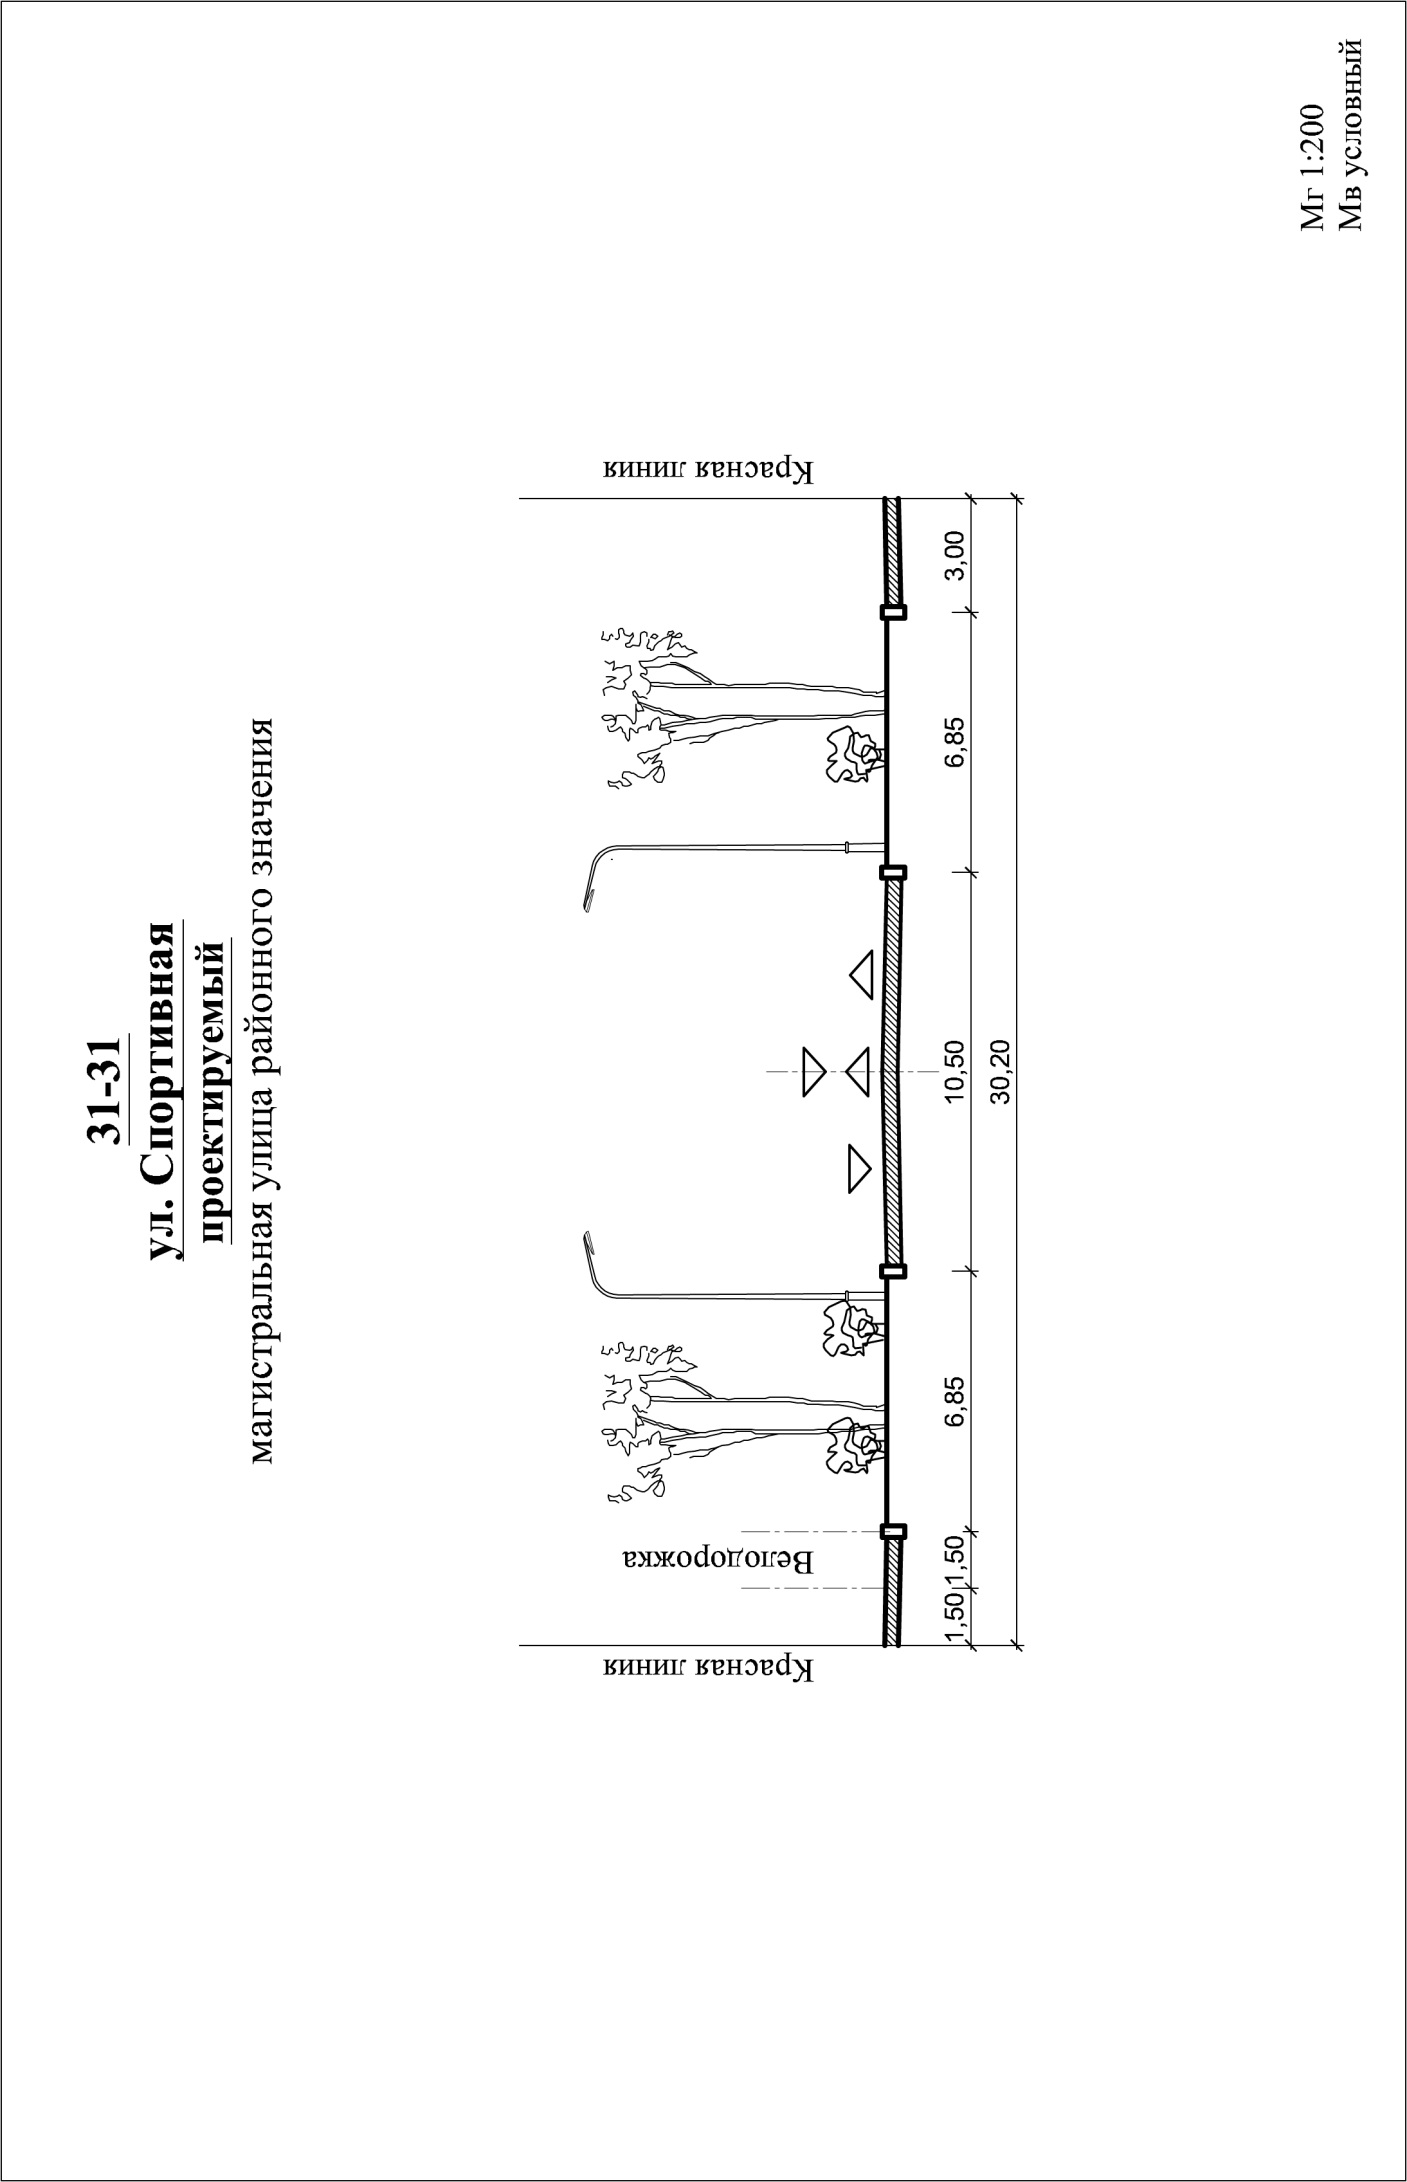 31-31
ул. Спортивная
проектируемый
магистральная улица районного значения
Красная линия
Велодорожка
Красная линия
1,50
1,50
6,85
10,50
6,85
3,00
30,20
Мг 1:200
Мв условный